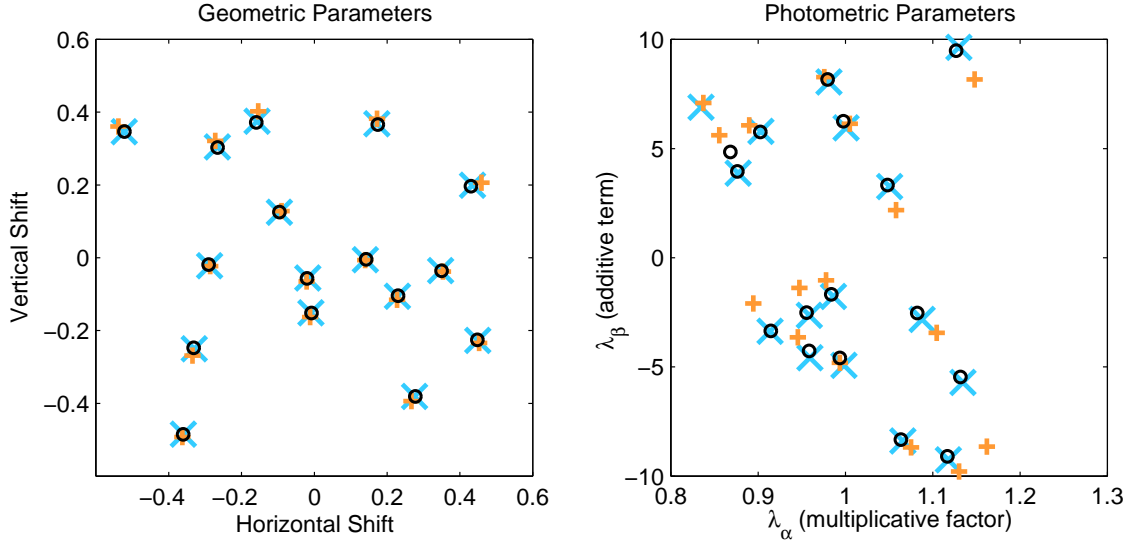 Geometric Parameters
0.6
0.4
0.2
0
−0.2
−0.4
Vertical Shift
−0.4 −0.2 0 0.2 0.4 0.6
Horizontal Shift
Photometric Parameters
10
5
0
−5
−10
λβ (additive term)
0.8 0.9 1 1.1 1.2 1.3
λα (multiplicative factor)